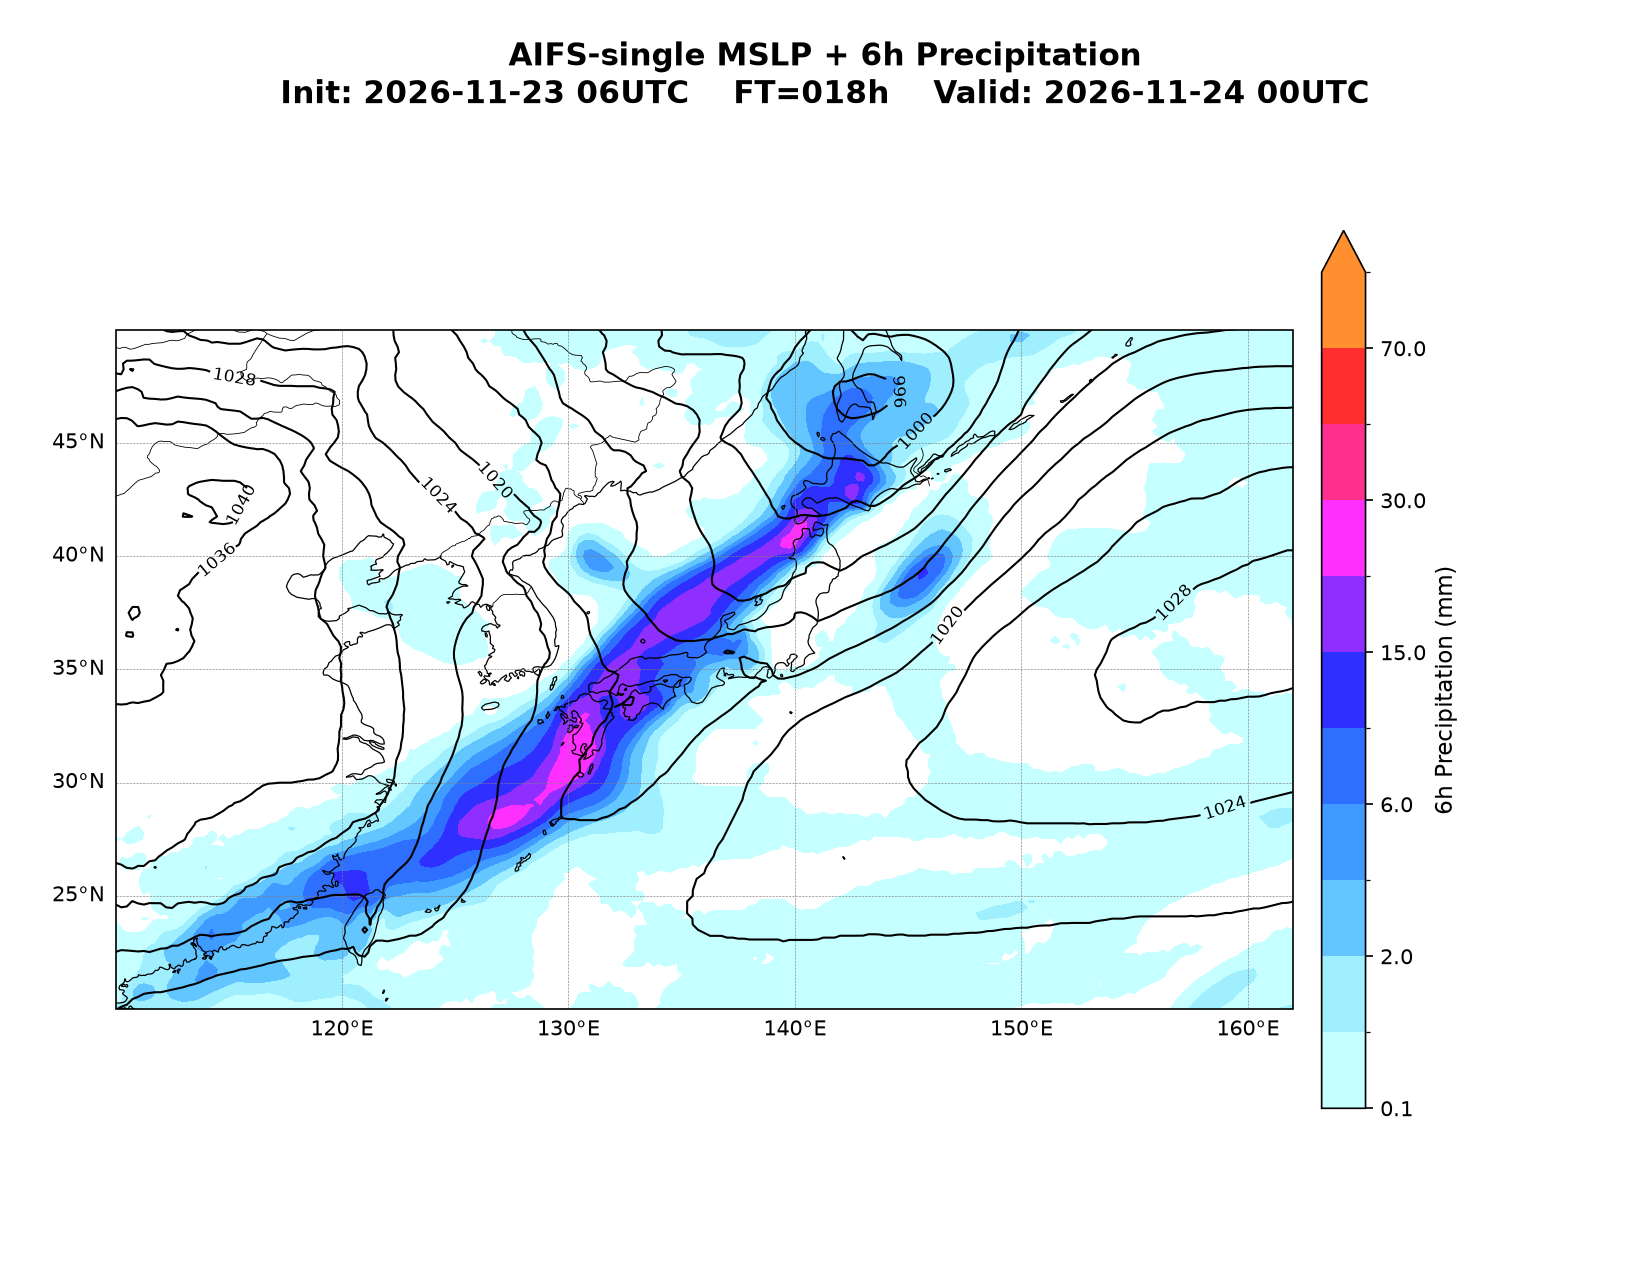 AIFS-single MSLP + 6h Precipitation
Init: 2026-11-23 06UTC    FT=018h    Valid: 2026-11-24 00UTC
70.0
1028
996
1000
45°N
1020
1024
1040
30.0
1036
40°N
1028
1020
15.0
35°N
6h Precipitation (mm)
30°N
1024
6.0
25°N
2.0
120°E
130°E
140°E
150°E
160°E
0.1